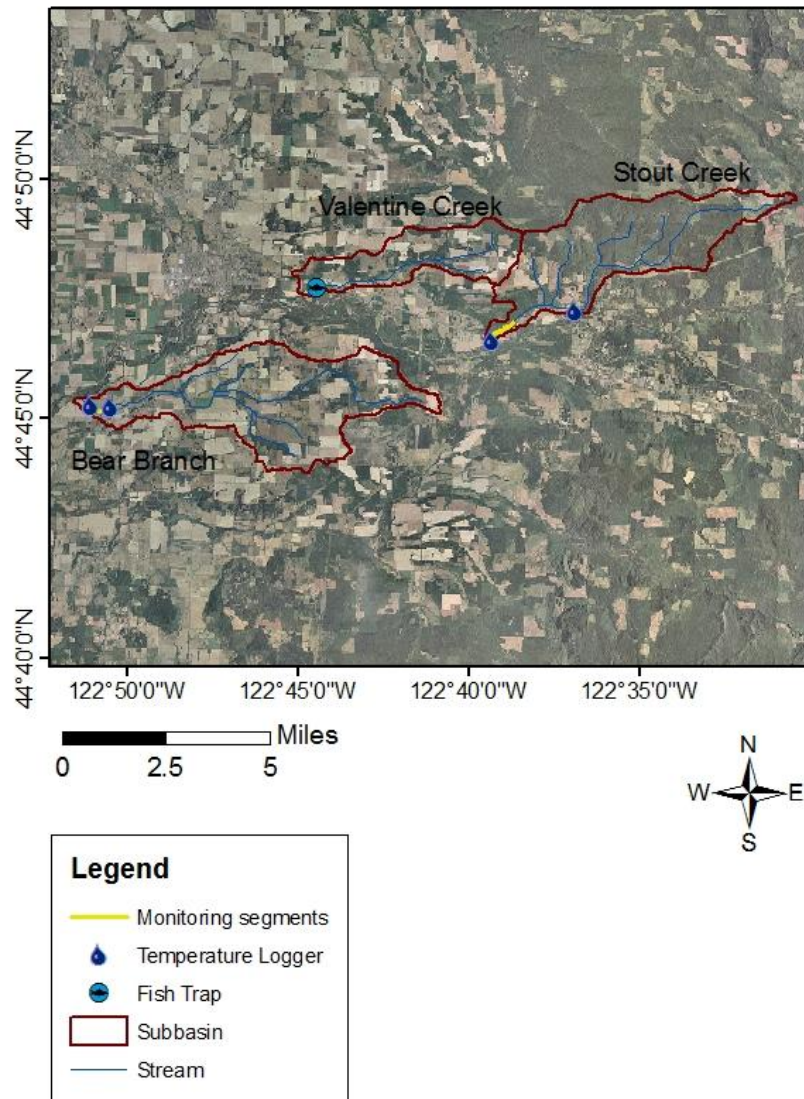 Stout Creek
Valentine Creek
Bear Branch
44°50'0"N
44°45'0"N
44°40'0"N
122°50'0"W
122°45'0"W
122°40'0"W
122°35'0"W
Miles
0
2.5
5
N
W
E
S
Legend
Monitoring segments
Temperature Logger
Fish Trap
Subbasin
Stream